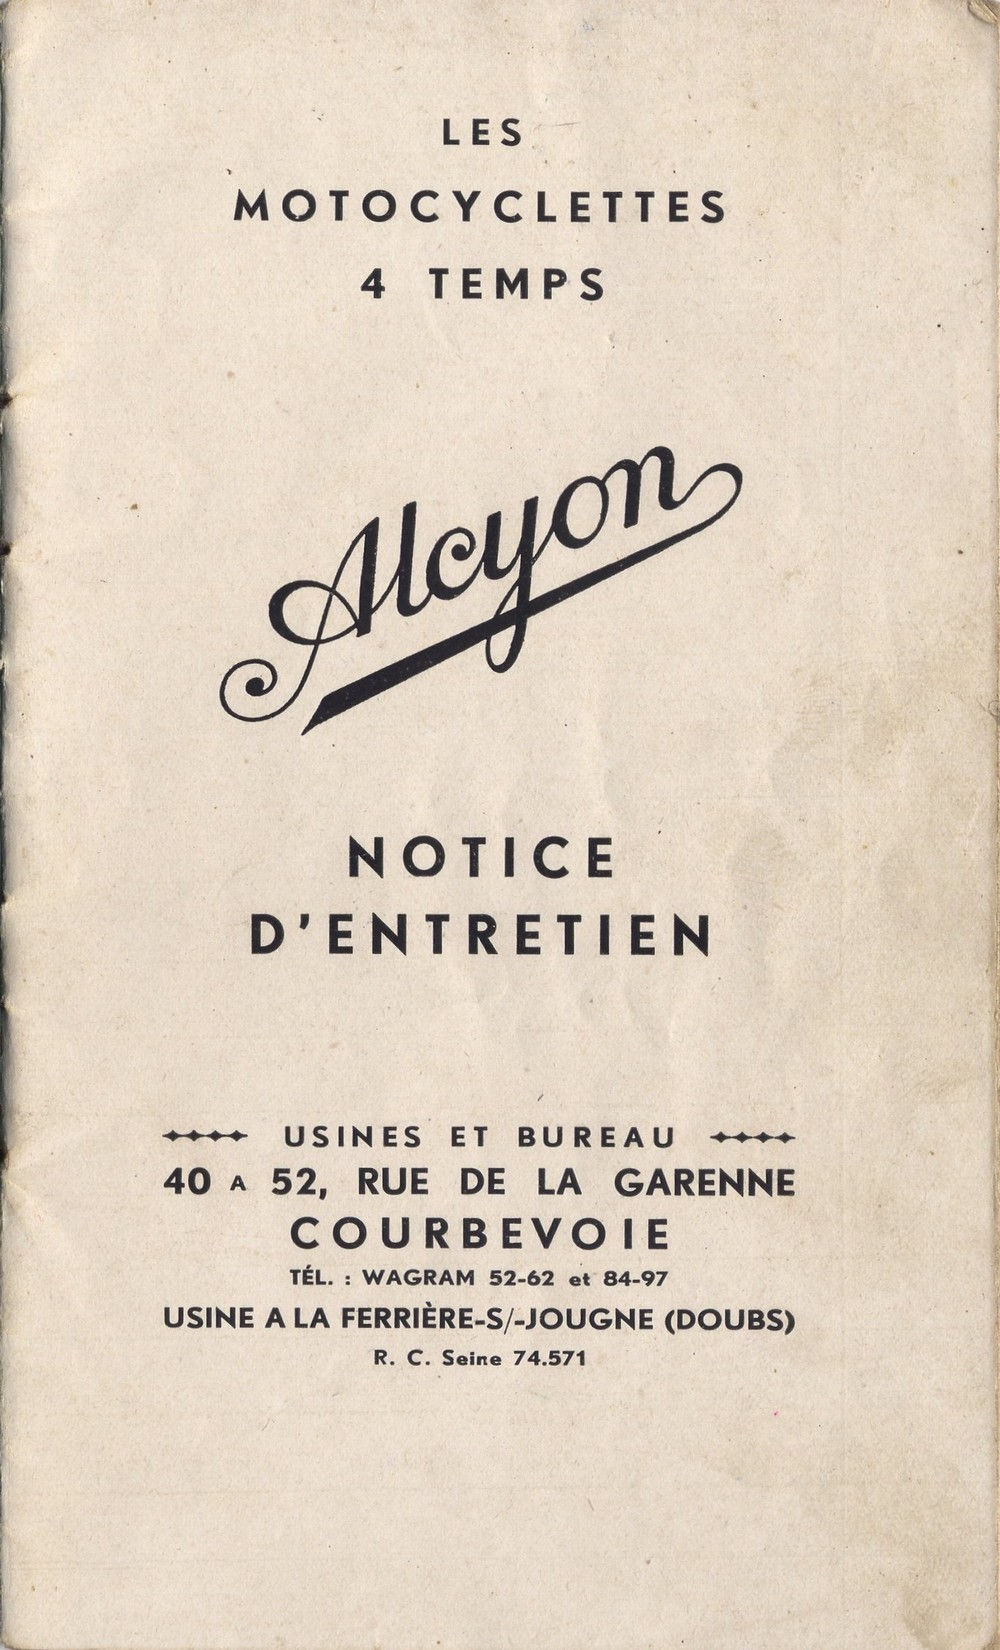 LES
MOTOCYCLETTES
4 TEMPS
Alcyon
NOTICE
D'ENTRETIEN
USINES ET BUREAU
40 A 52, RUE DE LA GARENNE
COURBEVOIE
TÉL. : WAGRAM 52-62 et 84-97
USINE A LA FERRIÈRE-S/-JOUGNE (DOUBS)
R. C. Seine 74.571